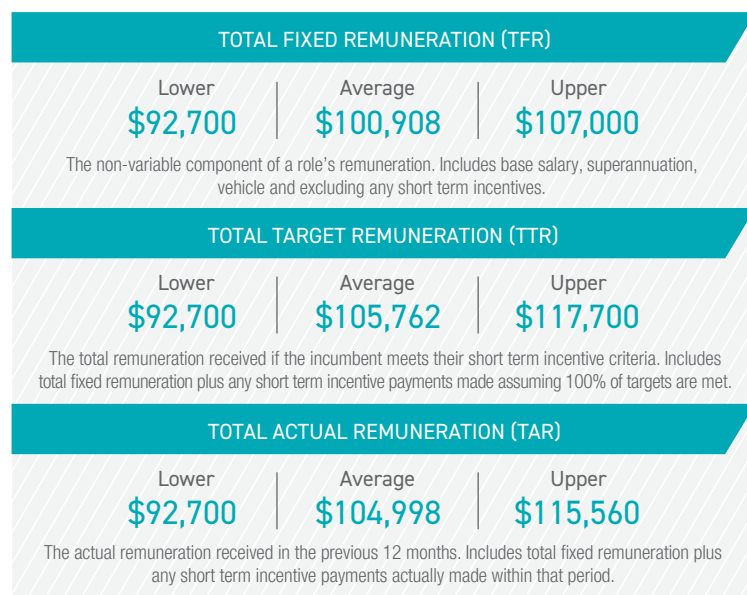 TOTAL FIXED REMUNERATION (TFR)
Lower Average Upper
$92,700 $100,908 $107,000
The non-variable component of a role's remuneration. Includes base salary, superannuation,
vehicle and excluding any short term incentives.
TOTAL TARGET REMUNERATION (TTR)
Lower Average Upper
$92,700 $105,762 $117,700
The total remuneration received if the incumbent meets their short term incentive criteria. Includes
total fixed remuneration plus any short term incentive payments made assuming 100% of targets are met.
TOTAL ACTUAL REMUNERATION (TAR)
Lower Average Upper
$92,700 $104,998 $115,560
The actual remuneration received in the previous 12 months. Includes total fixed remuneration plus
any short term incentive payments actually made within that period.